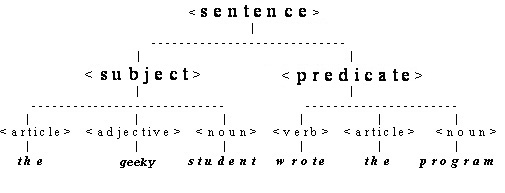 <sentence>
<subject> <predicate>
<article> <adjective> <noun> <verb> <article> <noun>
the geeky student wrote the program